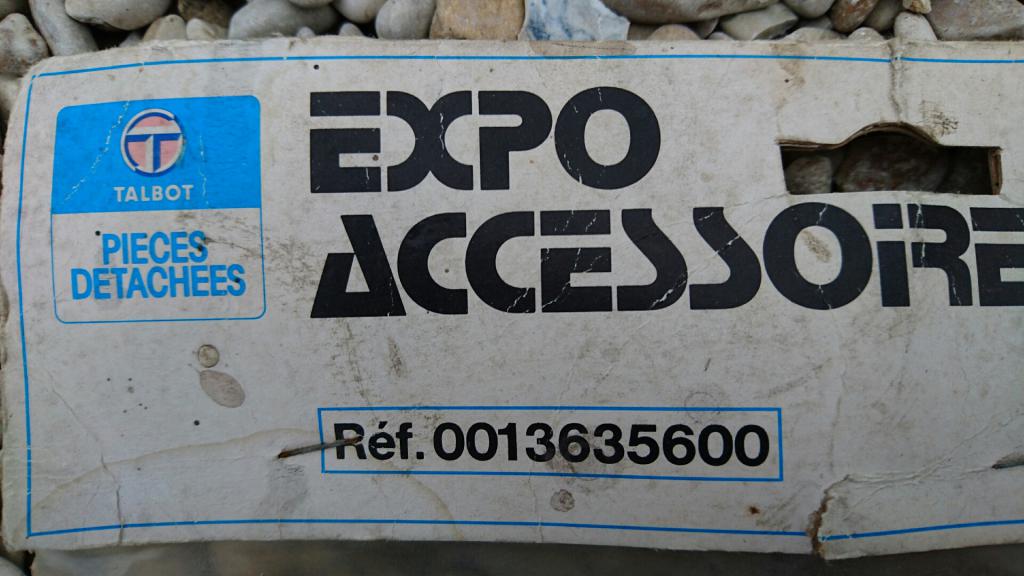 TALBOT
PIECES
DETACHEES
EXPO
ACCESSOIRE
Réf. 0013635600